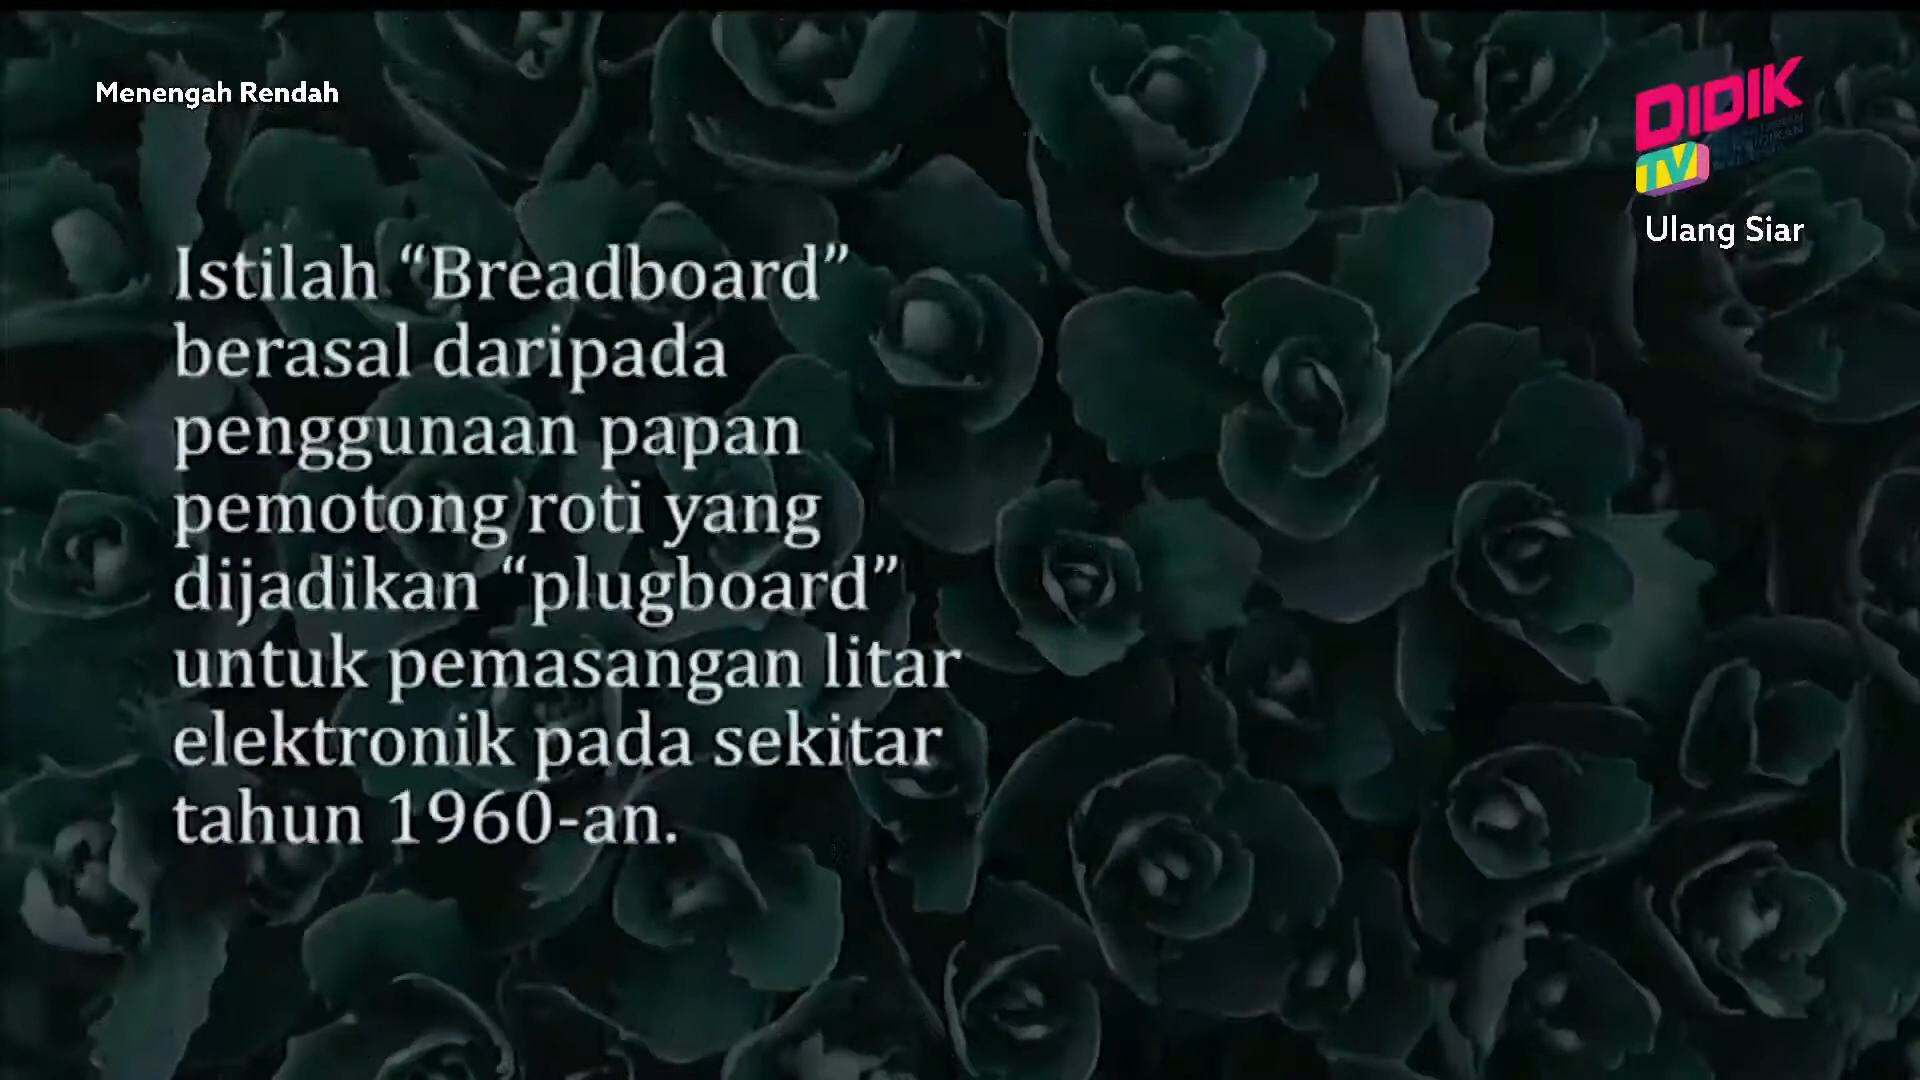 Menengah Rendah
DIDIK
TV
Ulang Siar
Istilah “Breadboard”
berasal daripada
penggunaan papan
pemotong roti yang
dijadikan “plugboard”
untuk pemasangan litar
elektronik pada sekitar
tahun 1960-an.